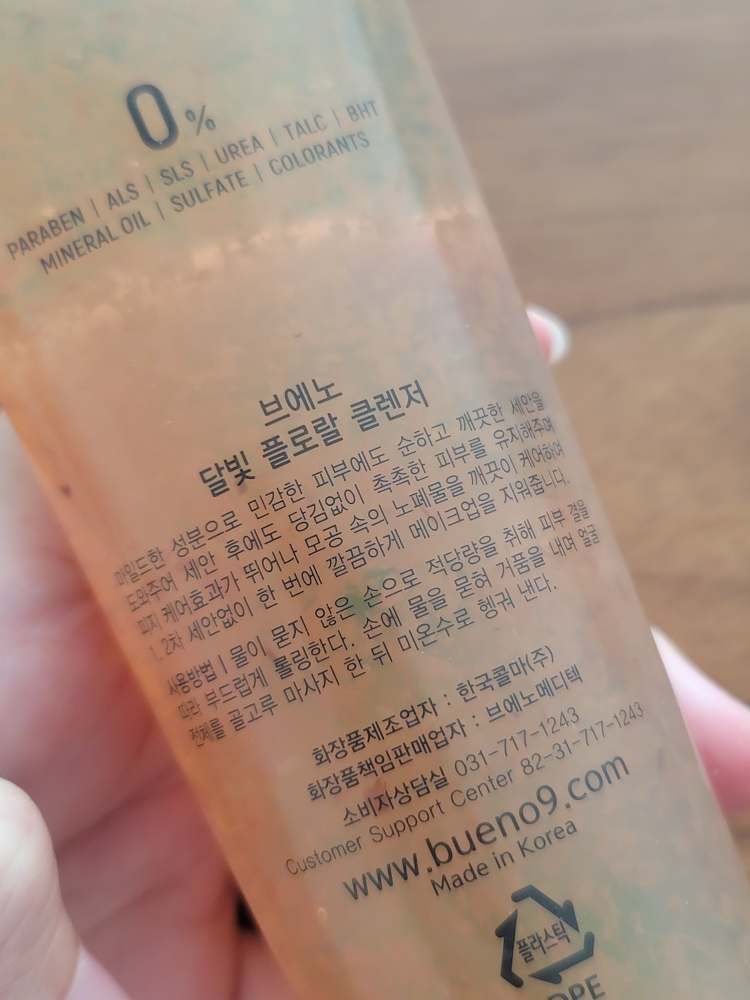 0%
PARABEN | ALS | SLS | UREA | TALC | BHT
MINERAL OIL | SULFATE | COLORANTS
브에노
달빛 플로랄 클렌저
마일드한 성분으로 민감한 피부에도 순하고 깨끗한 세안을
도와주어 세안 후에도 당김없이 촉촉한 피부를 유지해주며
피지 케어효과가 뛰어나 모공 속의 노폐물을 깨끗이 케어하여
1, 2차 세안없이 한 번에 깔끔하게 메이크업을 지워줍니다.
사용방법 | 물이 묻지 않은 손으로 적당량을 취해 피부 결을
따라 부드럽게 롤링한다. 손에 물을 묻혀 거품을 내며 얼굴
전체를 골고루 마사지 한 뒤 미온수로 헹궈 낸다.
화장품제조업자 : 한국콜마(주)
화장품책임판매업자 : 브에노메디텍
소비자상담실 031-717-1243
Customer Support Center 82-31-717-1243
www.bueno9.com
Made in Korea
플라스틱